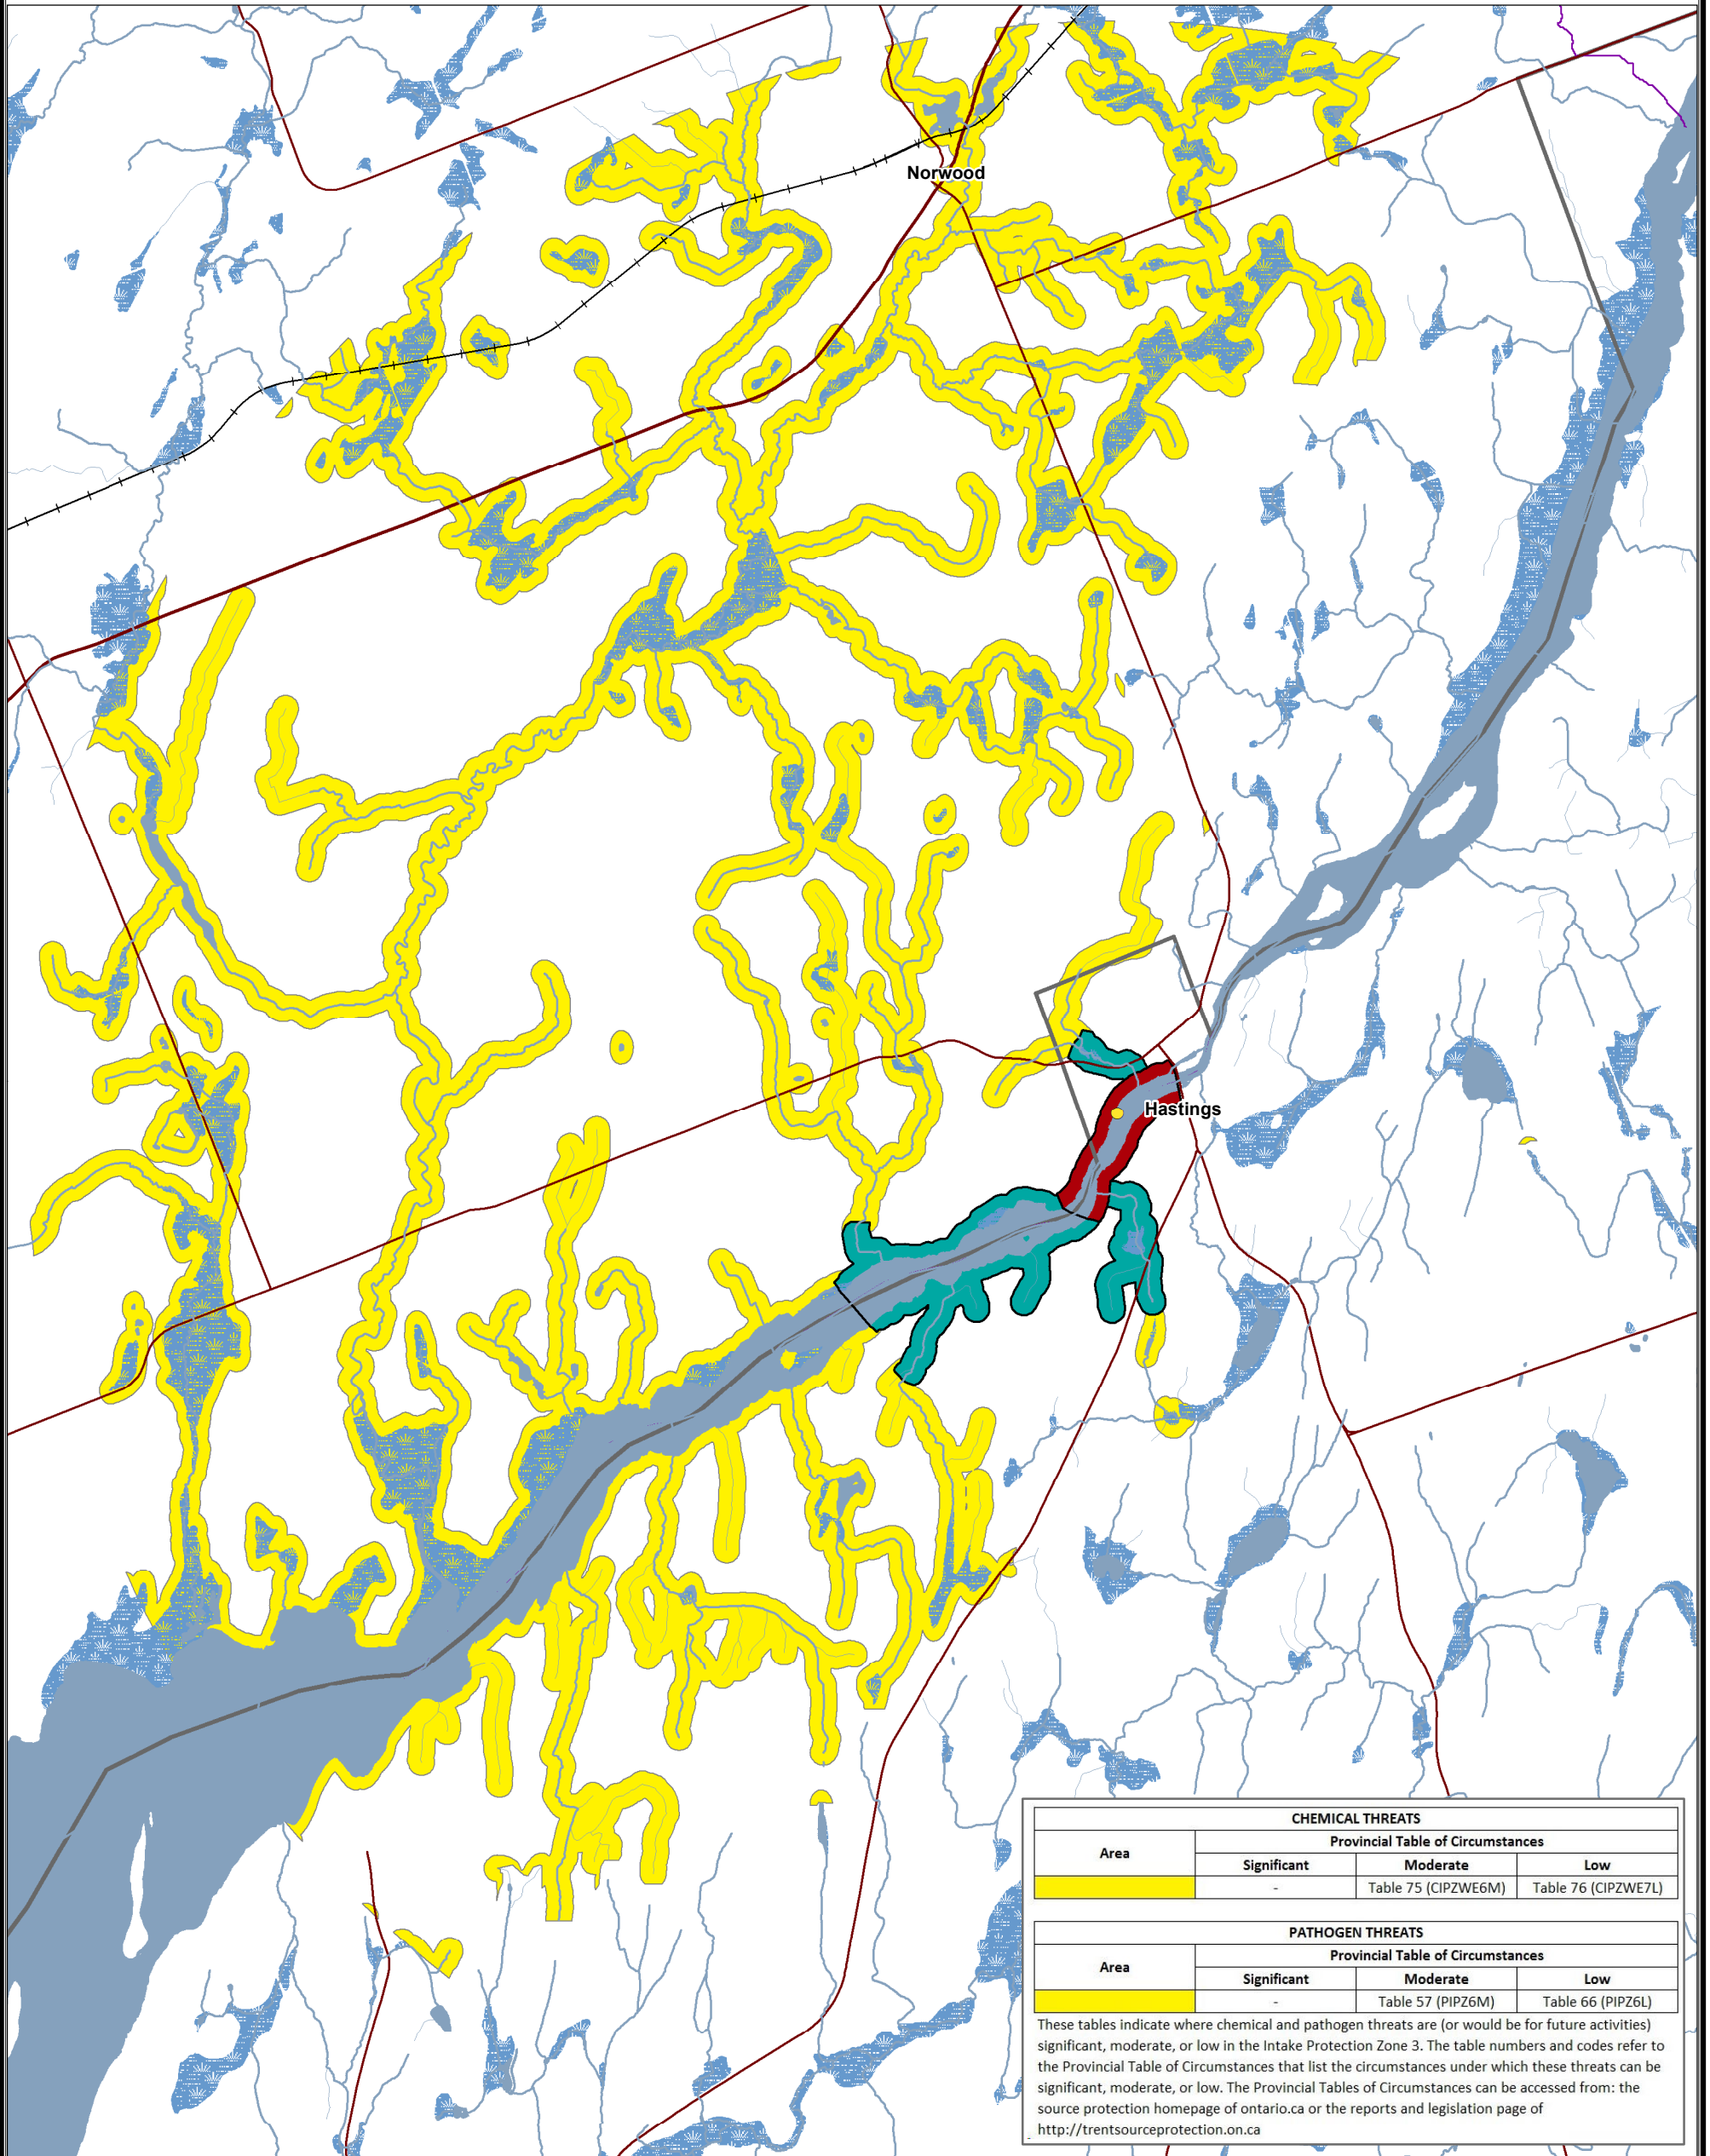 Norwood
Hastings
CHEMICAL THREATS
Area
Provincial Table of Circumstances
Significant Moderate Low
- Table 75 (CIPZWE6M) Table 76 (CIPZWE7L)
PATHOGEN THREATS
Area
Provincial Table of Circumstances
Significant Moderate Low
- Table 57 (PIPZ6M) Table 66 (PIPZ6L)
These tables indicate where chemical and pathogen threats are (or would be for future activities)
significant, moderate, or low in the Intake Protection Zone 3. The table numbers and codes refer to
the Provincial Table of Circumstances that list the circumstances under which these threats can be
significant, moderate, or low. The Provincial Tables of Circumstances can be accessed from: the
source protection homepage of ontario.ca or the reports and legislation page of
http://trentsourceprotection.on.ca